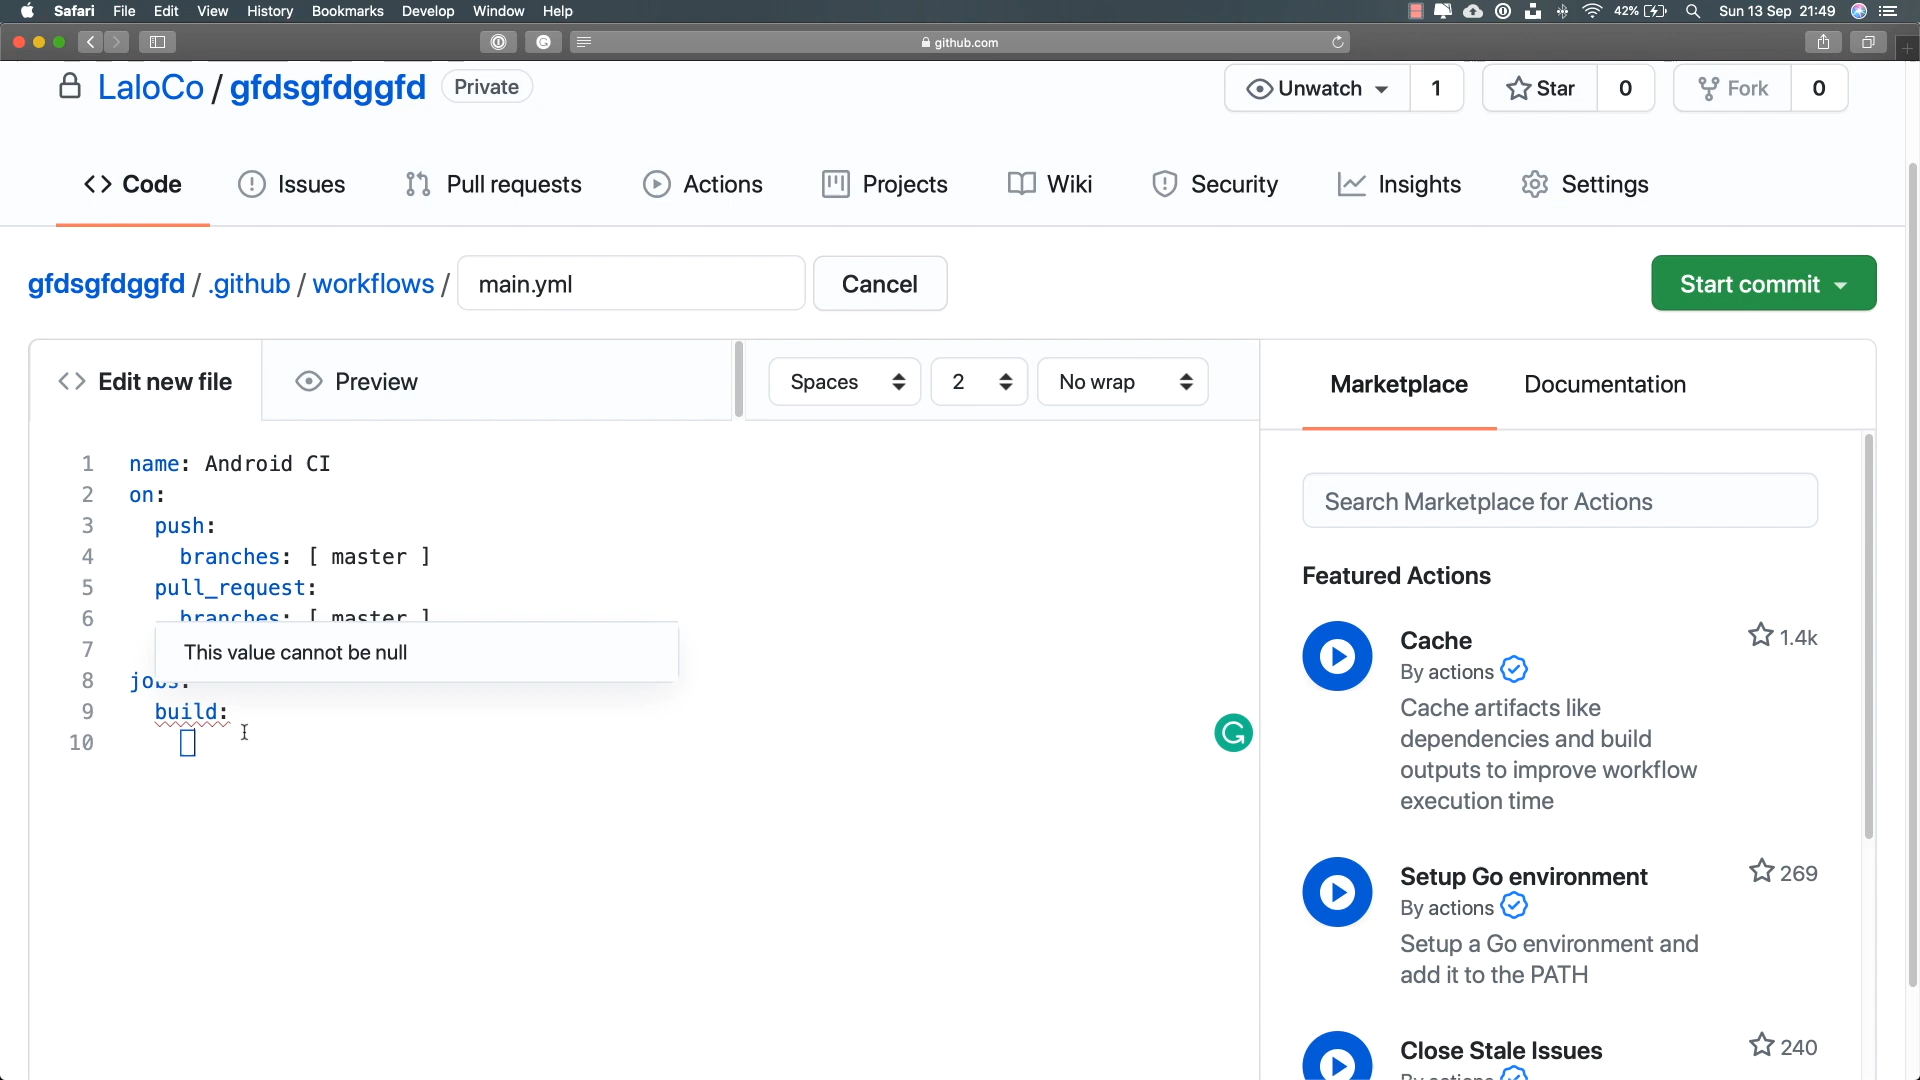 Safari File Edit View History Bookmarks Develop Window Help 42% Sun 13 Sep 21:49
github.com
LaloCo / gfdsgfdggfd Private Unwatch 1 Star 0 Fork 0
Code Issues Pull requests Actions Projects Wiki Security Insights Settings
gfdsgfdggfd / .github / workflows / main.yml Cancel Start commit
Edit new file Preview Spaces 2 No wrap Marketplace Documentation
1 name: Android CI
2 on:
3 push:
4 branches: [ master ]
5 pull_request:
6 branches: [ master ]
7
This value cannot be null
8 jobs:
9 build:
10
Search Marketplace for Actions
Featured Actions
Cache 1.4k
By actions
Cache artifacts like
dependencies and build
outputs to improve workflow
execution time
Setup Go environment 269
By actions
Setup a Go environment and
add it to the PATH
Close Stale Issues 240
By actions